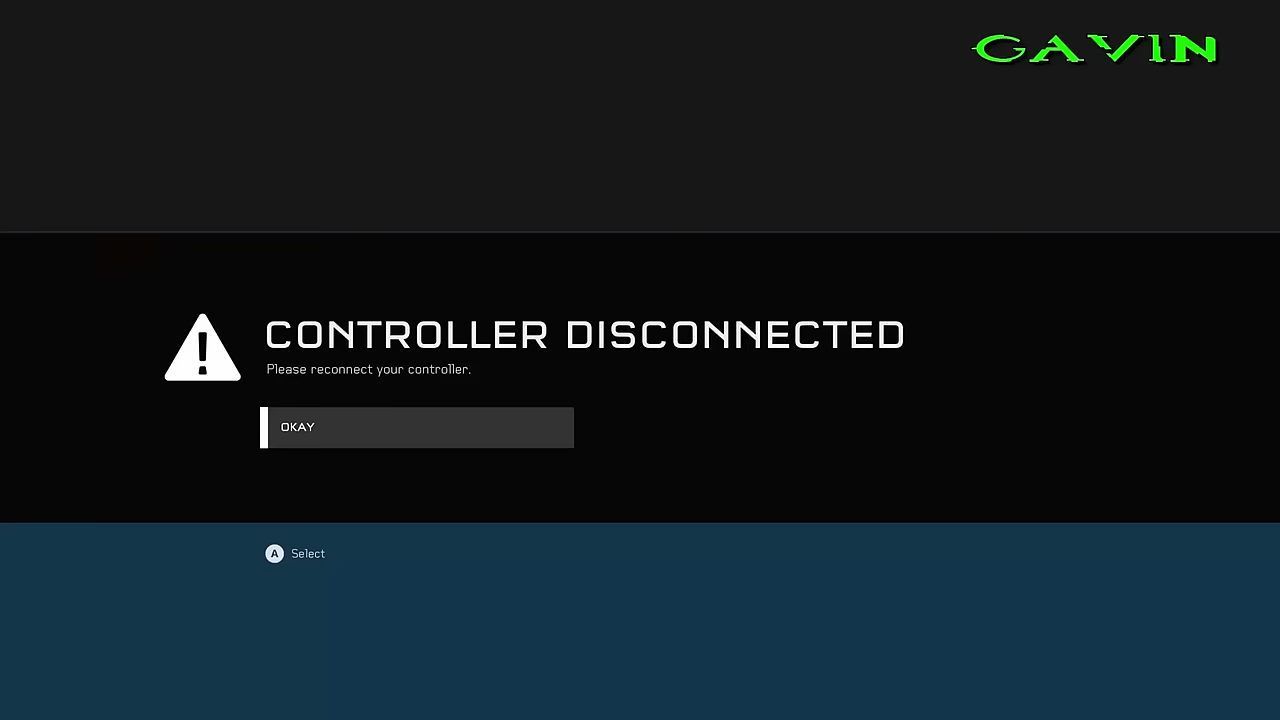 GAVIN
CONTROLLER DISCONNECTED
Please reconnect your controller.
OKAY
A Select